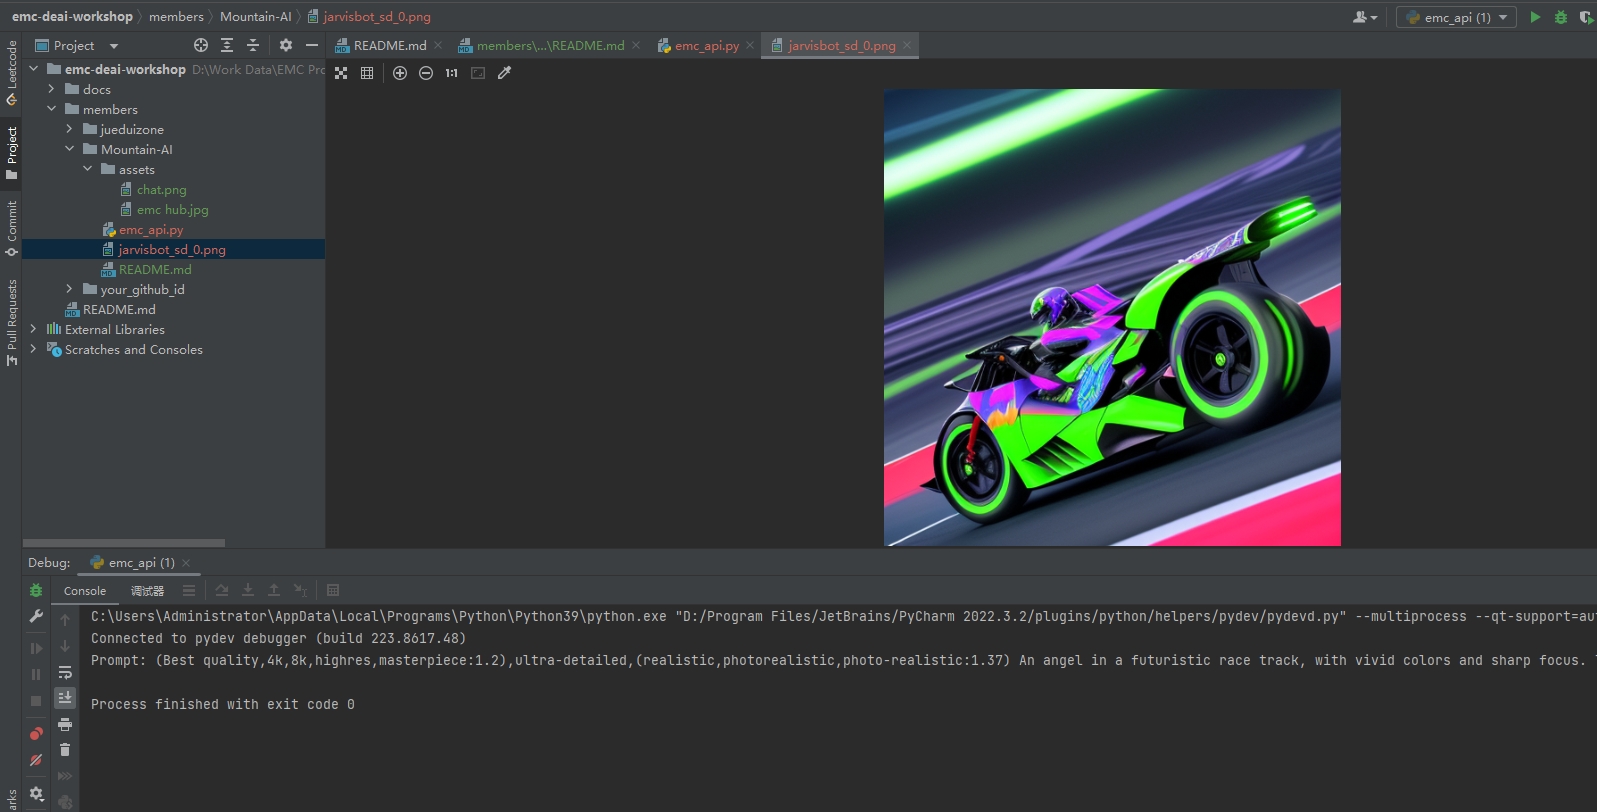 emc-deai-workshop members Mountain-AI jarvisbot_sd_0.png
emc_api (1)
Project
README.md
members\...\README.md
emc_api.py
jarvisbot_sd_0.png
1:1
Leetcode
Project
Commit
Pull Requests
arks
emc-deai-workshop D:\Work Data\EMC Pro
docs
members
jueduizone
Mountain-AI
assets
chat.png
emc hub.jpg
emc_api.py
jarvisbot_sd_0.png
README.md
your_github_id
README.md
External Libraries
Scratches and Consoles
Debug: emc_api (1)
Console 调试器
C:\Users\Administrator\AppData\Local\Programs\Python\Python39\python.exe "D:/Program Files/JetBrains/PyCharm 2022.3.2/plugins/python/helpers/pydev/pydevd.py" --multiprocess --qt-support=au
Connected to pydev debugger (build 223.8617.48)
Prompt: (Best quality,4k,8k,highres,masterpiece:1.2),ultra-detailed,(realistic,photorealistic,photo-realistic:1.37) An angel in a futuristic race track, with vivid colors and sharp focus.
Process finished with exit code 0